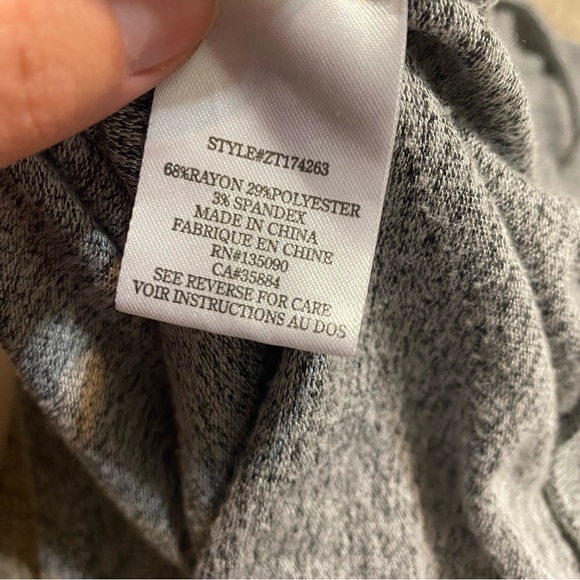 STYLE#ZT174263
68%RAYON 29%POLYESTER
3% SPANDEX
MADE IN CHINA
FABRIQUE EN CHINE
RN#135090
CA#35884
SEE REVERSE FOR CARE
VOIR INSTRUCTIONS AU DOS